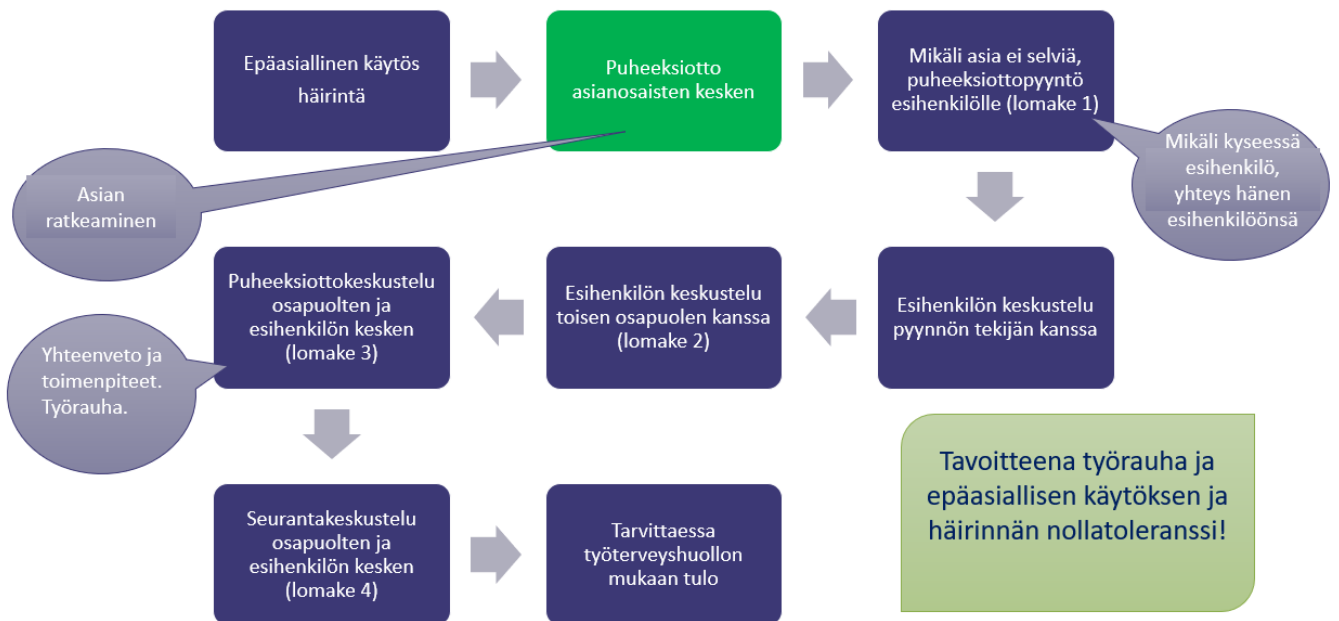 Epäasiallinen käytös
häirintä
Puheeksiotto
asianosaisten kesken
Mikäli asia ei selviä,
puheeksiottopyyntö
esihenkilölle (lomake 1)
Mikäli kyseessä
esihenkilö,
yhteys hänen
esihenkilöönsä
Asian
ratkeaminen
Esihenkilön keskustelu
pyynnön tekijän kanssa
Esihenkilön keskustelu
toisen osapuolen kanssa
(lomake 2)
Puheeksiottokeskustelu
osapuolten ja
esihenkilön kesken
(lomake 3)
Yhteenveto ja
toimenpiteet.
Työrauha.
Seurantakeskustelu
osapuolten ja
esihenkilön kesken
(lomake 4)
Tarvittaessa
työterveyshuollon
mukaan tulo
Tavoitteena työrauha ja
epäasiallisen käytöksen ja
häirinnän nollatoleranssi!